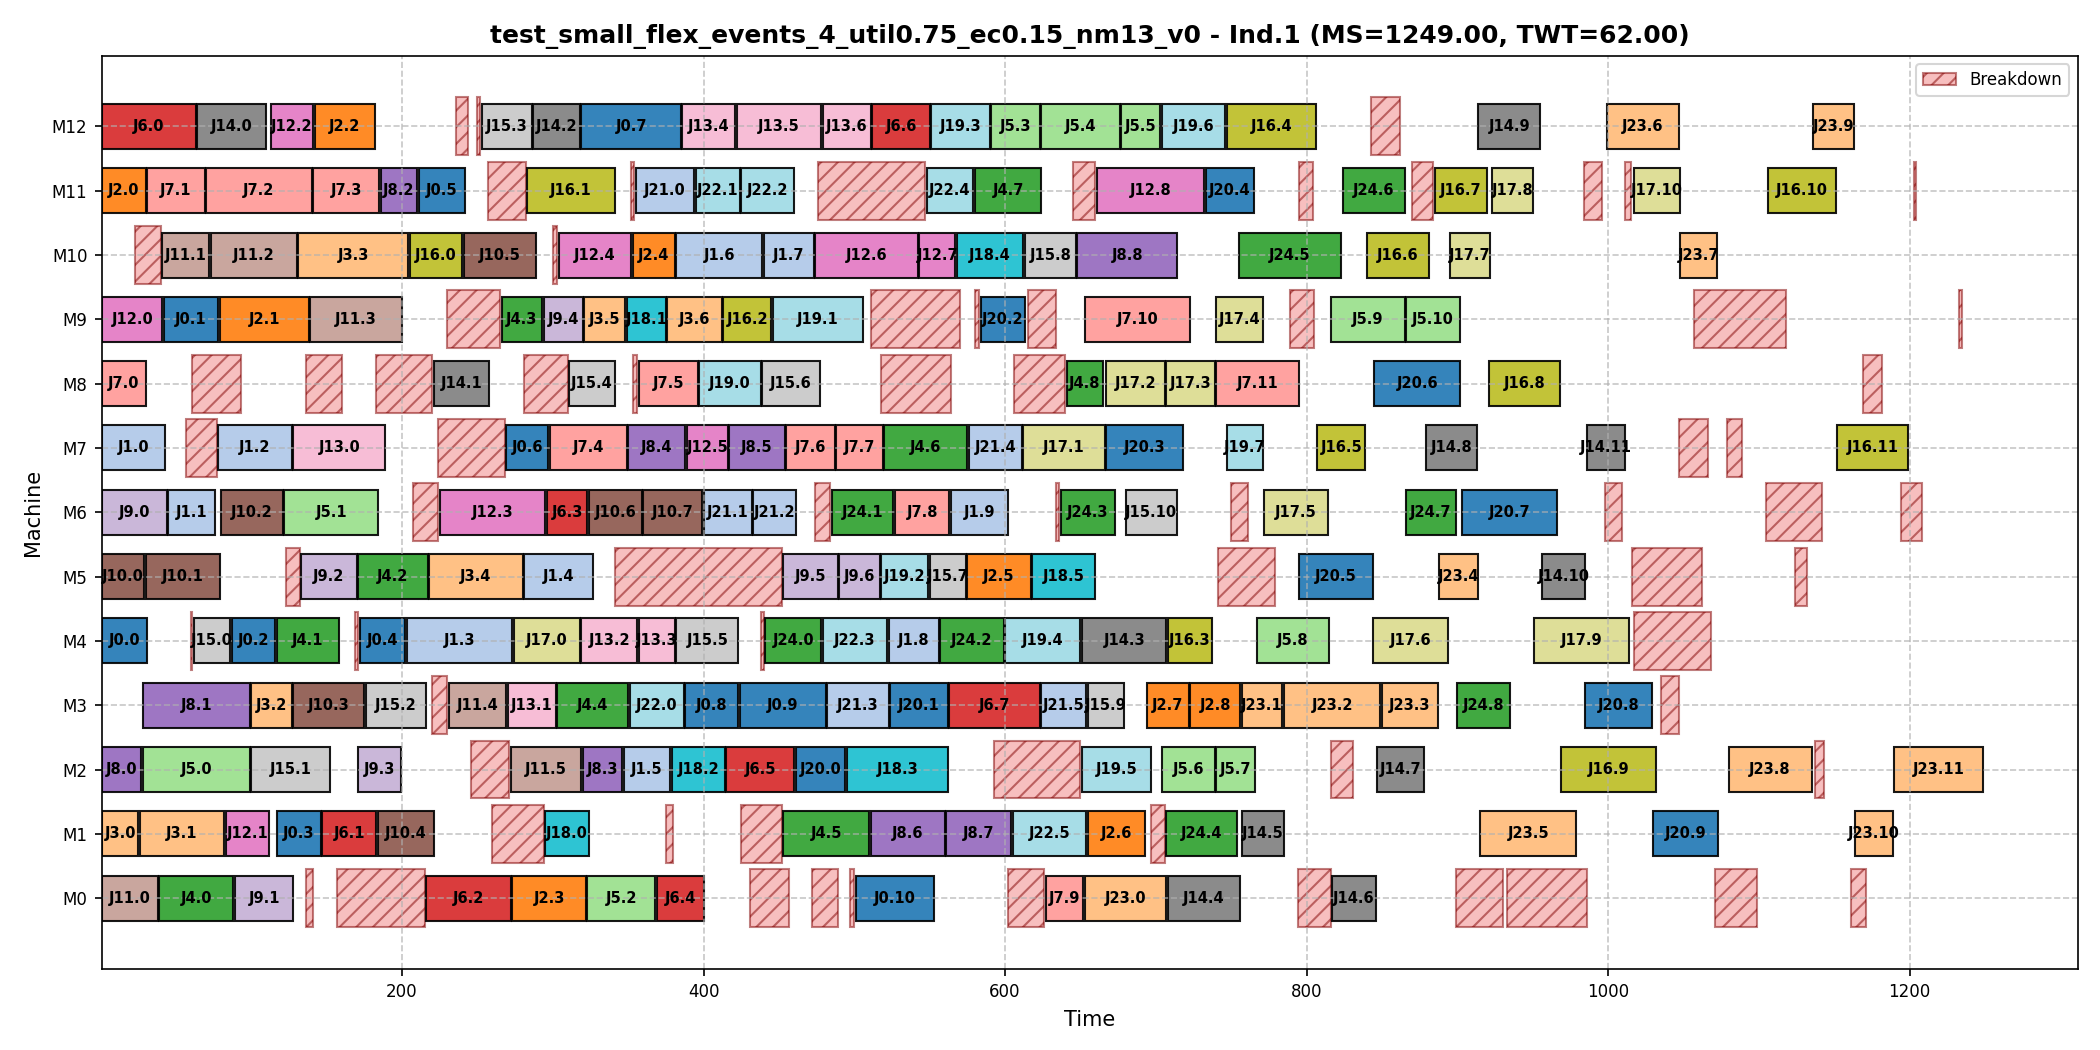 test_small_flex_events_4_util0.75_ec0.15_nm13_v0 - Ind.1 (MS=1249.00, TWT=62.00)
Breakdown
M12 J6.0 J14.0 J12.2 J2.2 J15.3 J14.2 J0.7 J13.4 J13.5 J13.6 J6.6 J19.3 J5.3 J5.4 J5.5 J19.6 J16.4 J14.9 J23.6 J23.9
M11 J2.0 J7.1 J7.2 J7.3 J8.2 J0.5 J16.1 J21.0 J22.1 J22.2 J22.4 J4.7 J12.8 J20.4 J24.6 J16.7 J17.8 J17.10 J16.10
M10 J11.1 J11.2 J3.3 J16.0 J10.5 J12.4 J2.4 J1.6 J1.7 J12.6 J12.7 J18.4 J15.8 J8.8 J24.5 J16.6 J17.7 J23.7
M9 J12.0 J0.1 J2.1 J11.3 J4.3 J9.4 J3.5 J18.1 J3.6 J16.2 J19.1 J20.2 J7.10 J17.4 J5.9 J5.10
M8 J7.0 J14.1 J15.4 J7.5 J19.0 J15.6 J4.8 J17.2 J17.3 J7.11 J20.6 J16.8
M7 J1.0 J1.2 J13.0 J0.6 J7.4 J8.4 J12.5 J8.5 J7.6 J7.7 J4.6 J21.4 J17.1 J20.3 J19.7 J16.5 J14.8 J14.11 J16.11
M6 J9.0 J1.1 J10.2 J5.1 J12.3 J6.3 J10.6 J10.7 J21.1 J21.2 J24.1 J7.8 J1.9 J24.3 J15.10 J17.5 J24.7 J20.7
M5 J10.0 J10.1 J9.2 J4.2 J3.4 J1.4 J9.5 J9.6 J19.2 J15.7 J2.5 J18.5 J20.5 J23.4 J14.10
M4 J0.0 J15.0 J0.2 J4.1 J0.4 J1.3 J17.0 J13.2 J13.3 J15.5 J24.0 J22.3 J1.8 J24.2 J19.4 J14.3 J16.3 J5.8 J17.6 J17.9
M3 J8.1 J3.2 J10.3 J15.2 J11.4 J13.1 J4.4 J22.0 J0.8 J0.9 J21.3 J20.1 J6.7 J21.5 J15.9 J2.7 J2.8 J23.1 J23.2 J23.3 J24.8 J20.8
M2 J8.0 J5.0 J15.1 J9.3 J11.5 J8.3 J1.5 J18.2 J6.5 J20.0 J18.3 J19.5 J5.6 J5.7 J14.7 J16.9 J23.8 J23.11
M1 J3.0 J3.1 J12.1 J0.3 J6.1 J10.4 J18.0 J4.5 J8.6 J8.7 J22.5 J2.6 J24.4 J14.5 J23.5 J20.9 J23.10
M0 J11.0 J4.0 J9.1 J6.2 J2.3 J5.2 J6.4 J0.10 J7.9 J23.0 J14.4 J14.6
200 400 600 800 1000 1200
Time
Machine